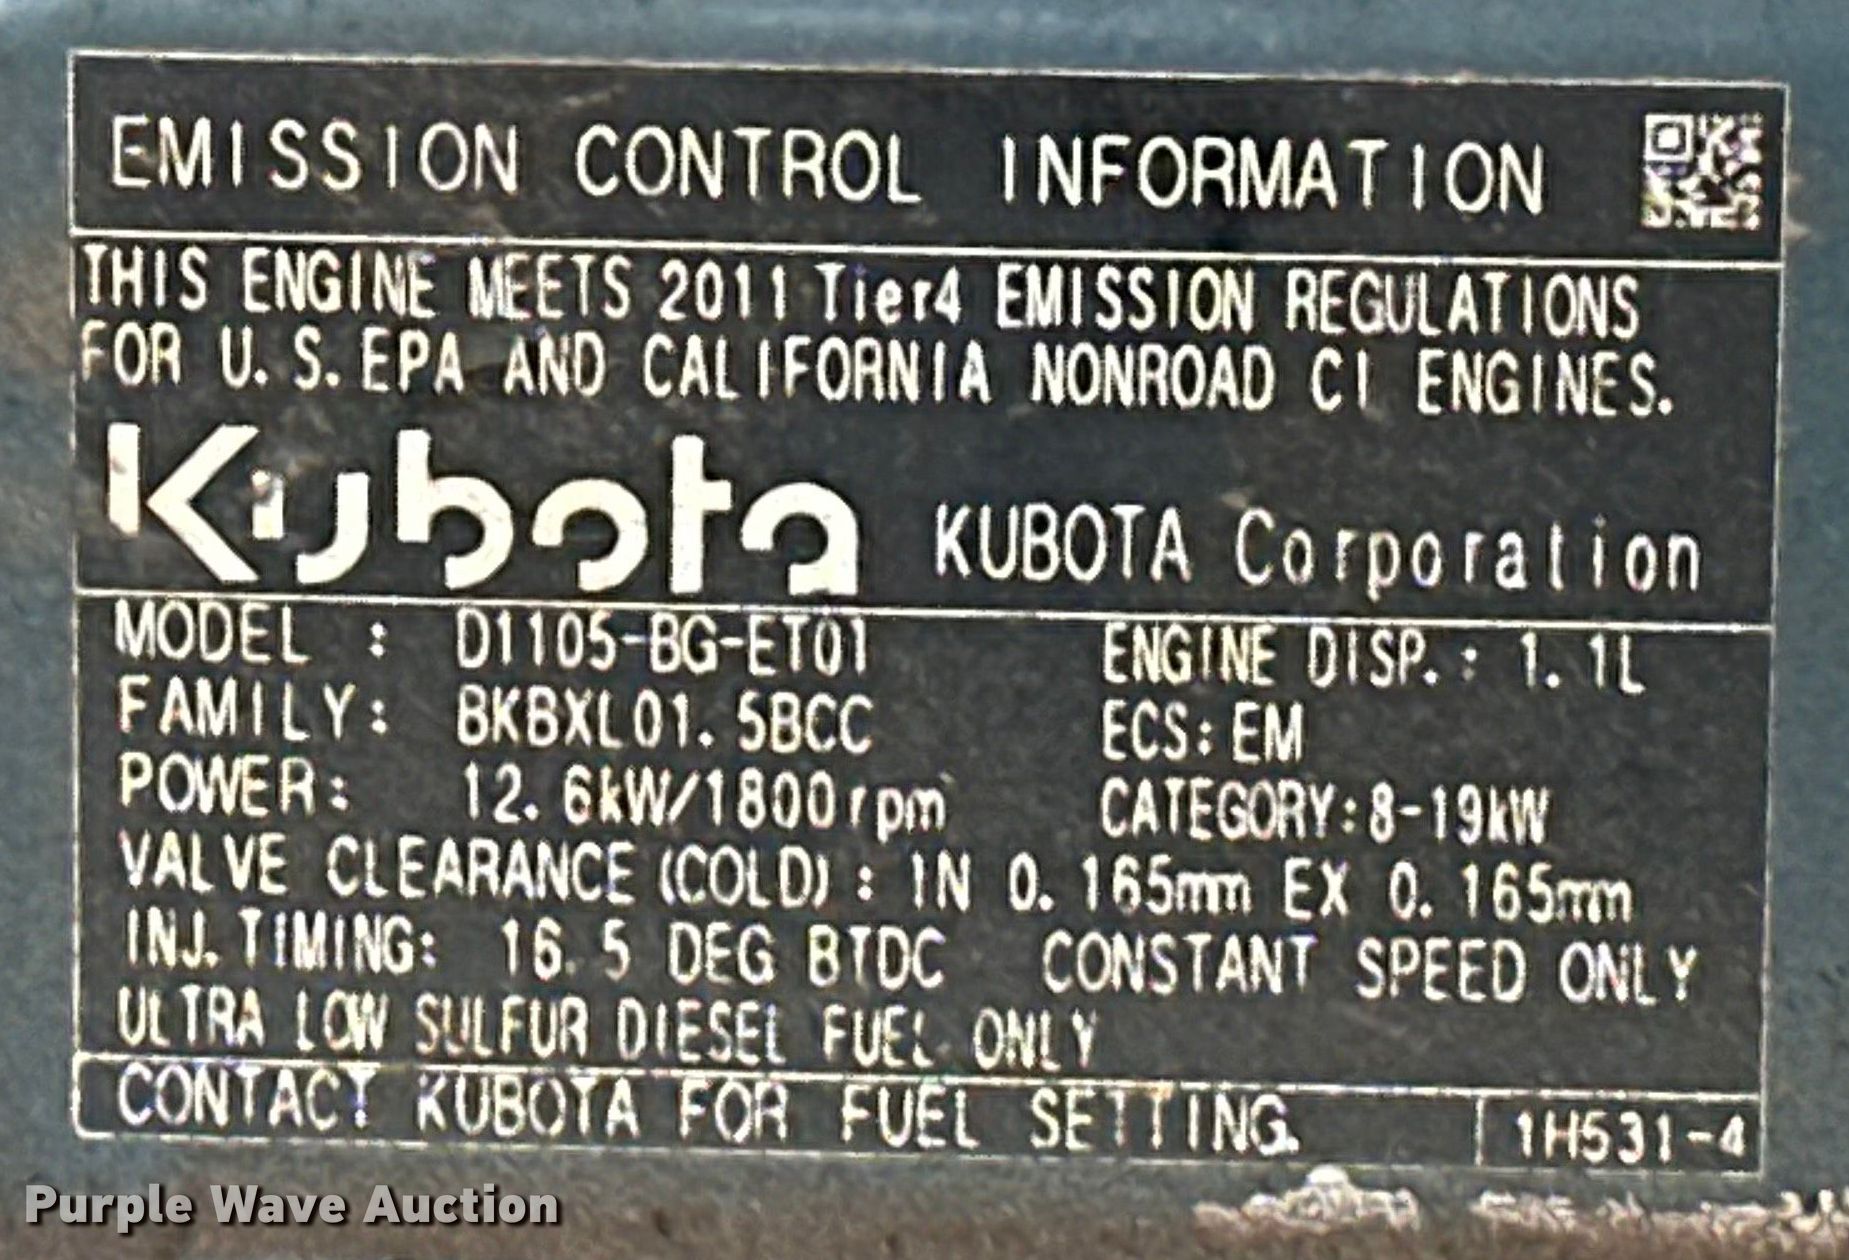 EMISSION CONTROL INFORMATION
THIS ENGINE MEETS 2011 Tier4 EMISSION REGULATIONS
FOR U.S.EPA AND CALIFORNIA NONROAD CI ENGINES.
Kubota KUBOTA Corporation
MODEL : D1105-BG-ET01 ENGINE DISP.: 1.1L
FAMILY: BKBXL01.5BCC ECS: EM
POWER: 12.6kW/1800rpm CATEGORY:8-19kW
VALVE CLEARANCE (COLD) : IN 0.165mm EX 0.165mm
INJ.TIMING: 16.5 DEG BTDC CONSTANT SPEED ONLY
ULTRA LOW SULFUR DIESEL FUEL ONLY
CONTACT KUBOTA FOR FUEL SETTING. 1H531-4
Purple Wave Auction